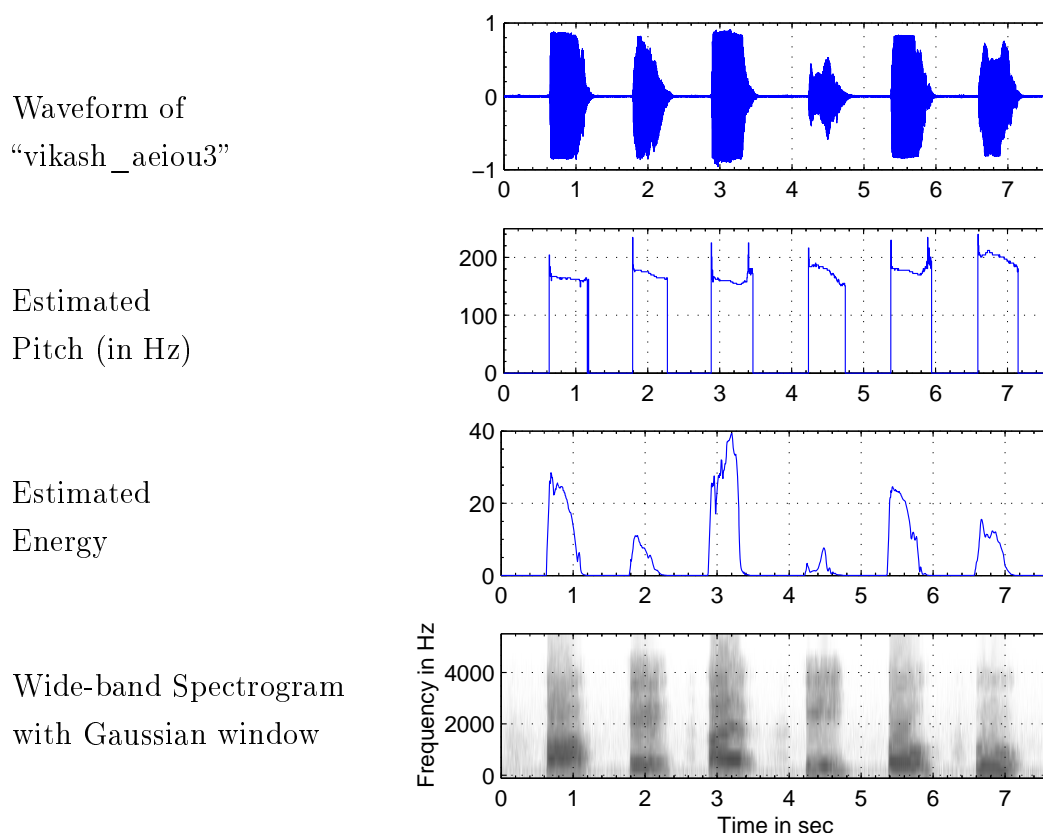 1
0
−1
0 1 2 3 4 5 6 7
Waveform of
“vikash_aeiou3”
200
100
0
0 1 2 3 4 5 6 7
Estimated
Pitch (in Hz)
40
20
0
0 1 2 3 4 5 6 7
Estimated
Energy
Frequency in Hz
4000
2000
0
0 1 2 3 4 5 6 7
Time in sec
Wide-band Spectrogram
with Gaussian window